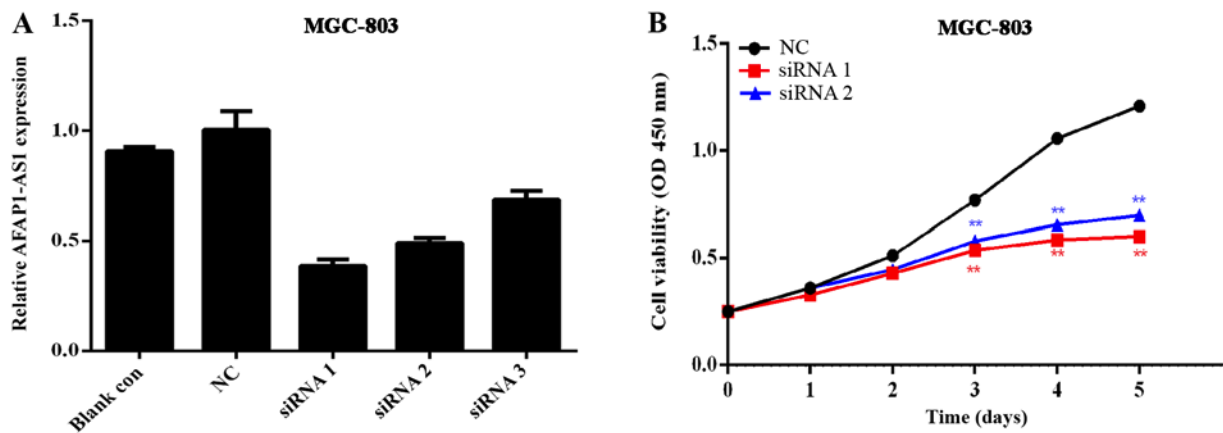 A
MGC-803
Relative AFAP1-AS1 expression
1.5
1.0
0.5
0.0
Blank con
NC
siRNA 1
siRNA 2
siRNA 3
B
MGC-803
NC
siRNA 1
siRNA 2
Cell viability (OD 450 nm)
1.5
1.0
0.5
0.0
**
**
**
**
**
**
0 1 2 3 4 5
Time (days)